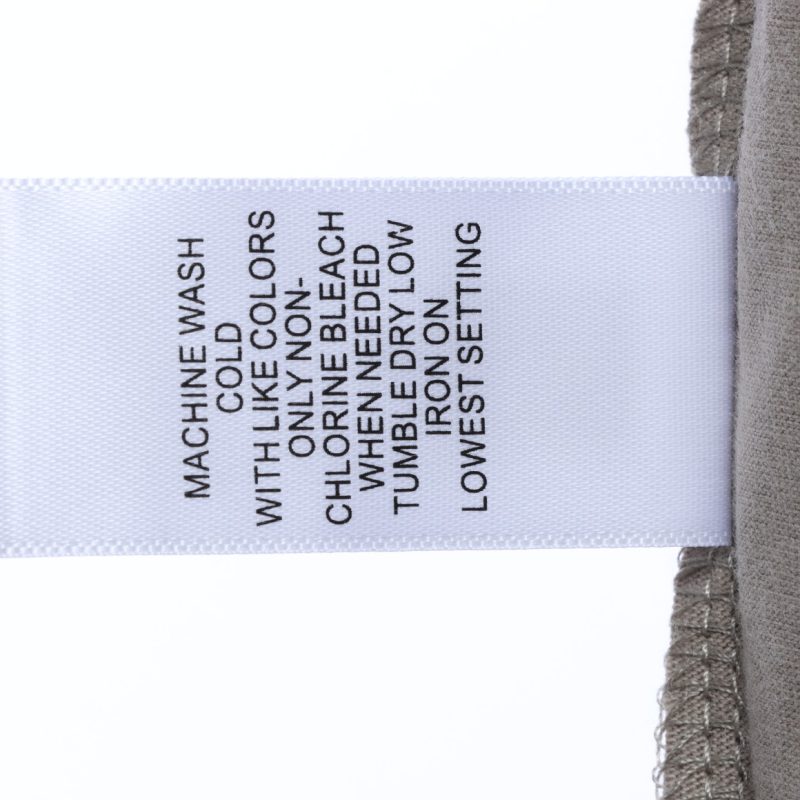 MACHINE WASH
COLD
WITH LIKE COLORS
ONLY NON-
CHLORINE BLEACH
WHEN NEEDED
TUMBLE DRY LOW
IRON ON
LOWEST SETTING